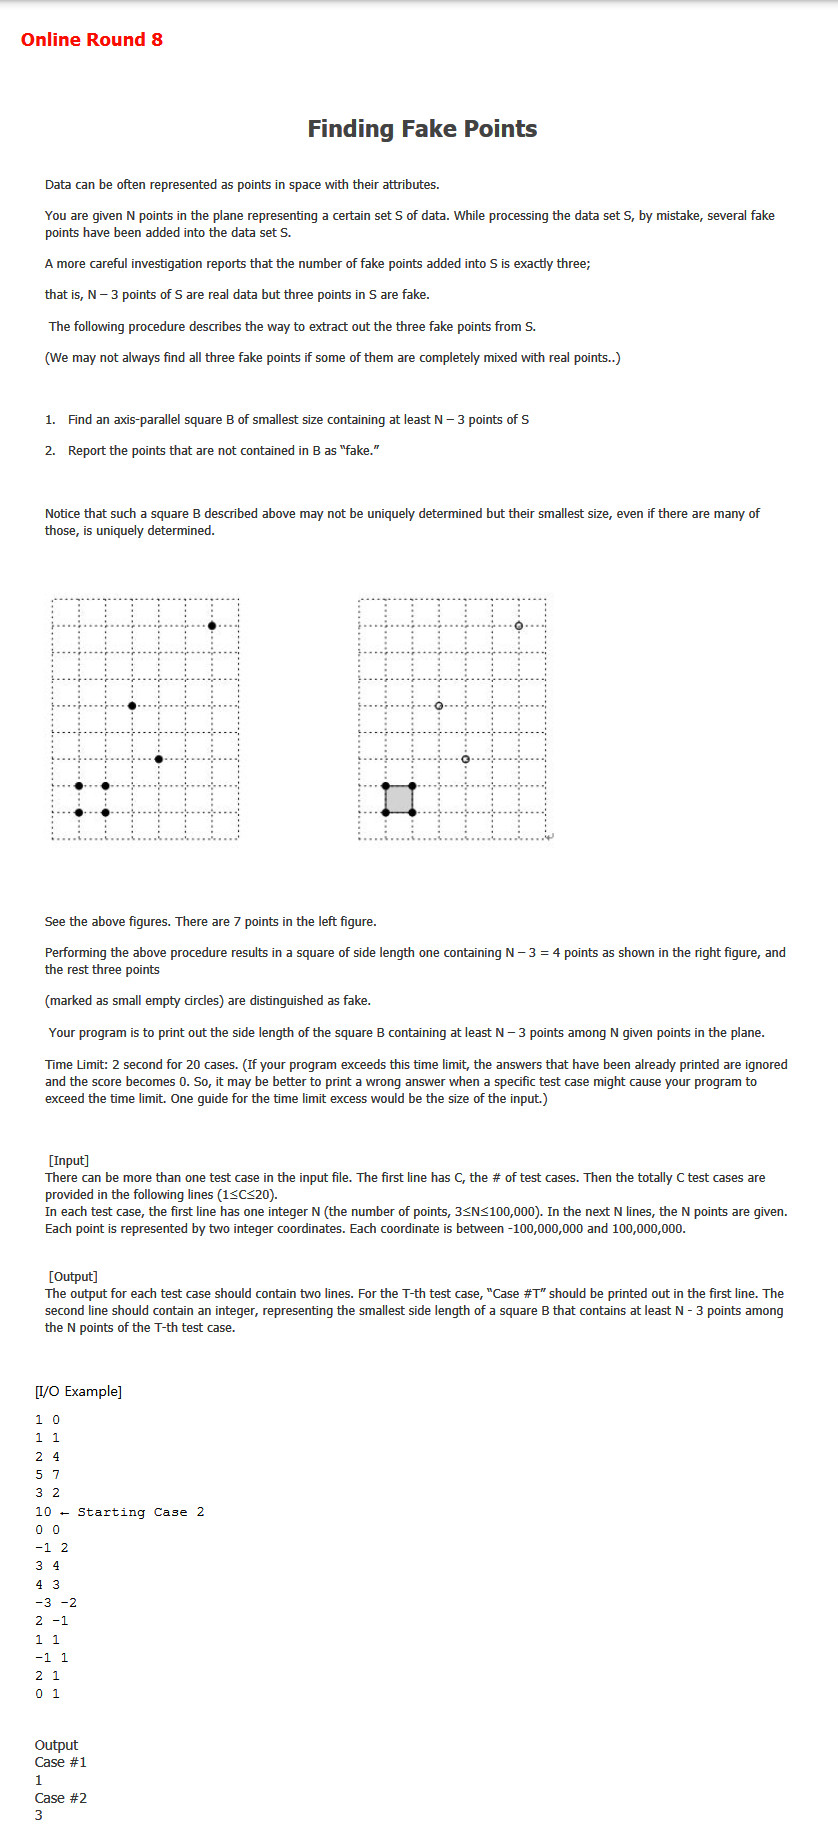 Online Round 8
Finding Fake Points
Data can be often represented as points in space with their attributes.
You are given N points in the plane representing a certain set S of data. While processing the data set S, by mistake, several fake
points have been added into the data set S.
A more careful investigation reports that the number of fake points added into S is exactly three;
that is, N – 3 points of S are real data but three points in S are fake.
The following procedure describes the way to extract out the three fake points from S.
(We may not always find all three fake points if some of them are completely mixed with real points..)
1. Find an axis-parallel square B of smallest size containing at least N – 3 points of S
2. Report the points that are not contained in B as "fake."
Notice that such a square B described above may not be uniquely determined but their smallest size, even if there are many of
those, is uniquely determined.
See the above figures. There are 7 points in the left figure.
Performing the above procedure results in a square of side length one containing N – 3 = 4 points as shown in the right figure, and
the rest three points
(marked as small empty circles) are distinguished as fake.
Your program is to print out the side length of the square B containing at least N – 3 points among N given points in the plane.
Time Limit: 2 second for 20 cases. (If your program exceeds this time limit, the answers that have been already printed are ignored
and the score becomes 0. So, it may be better to print a wrong answer when a specific test case might cause your program to
exceed the time limit. One guide for the time limit excess would be the size of the input.)
[Input]
There can be more than one test case in the input file. The first line has C, the # of test cases. Then the totally C test cases are
provided in the following lines (1≤C≤20).
In each test case, the first line has one integer N (the number of points, 3≤N≤100,000). In the next N lines, the N points are given.
Each point is represented by two integer coordinates. Each coordinate is between -100,000,000 and 100,000,000.
[Output]
The output for each test case should contain two lines. For the T-th test case, "Case #T" should be printed out in the first line. The
second line should contain an integer, representing the smallest side length of a square B that contains at least N - 3 points among
the N points of the T-th test case.
[I/O Example]
1 0
1 1
2 4
5 7
3 2
10 ← Starting Case 2
0 0
-1 2
3 4
4 3
-3 -2
2 -1
1 1
-1 1
2 1
0 1
Output
Case #1
1
Case #2
3